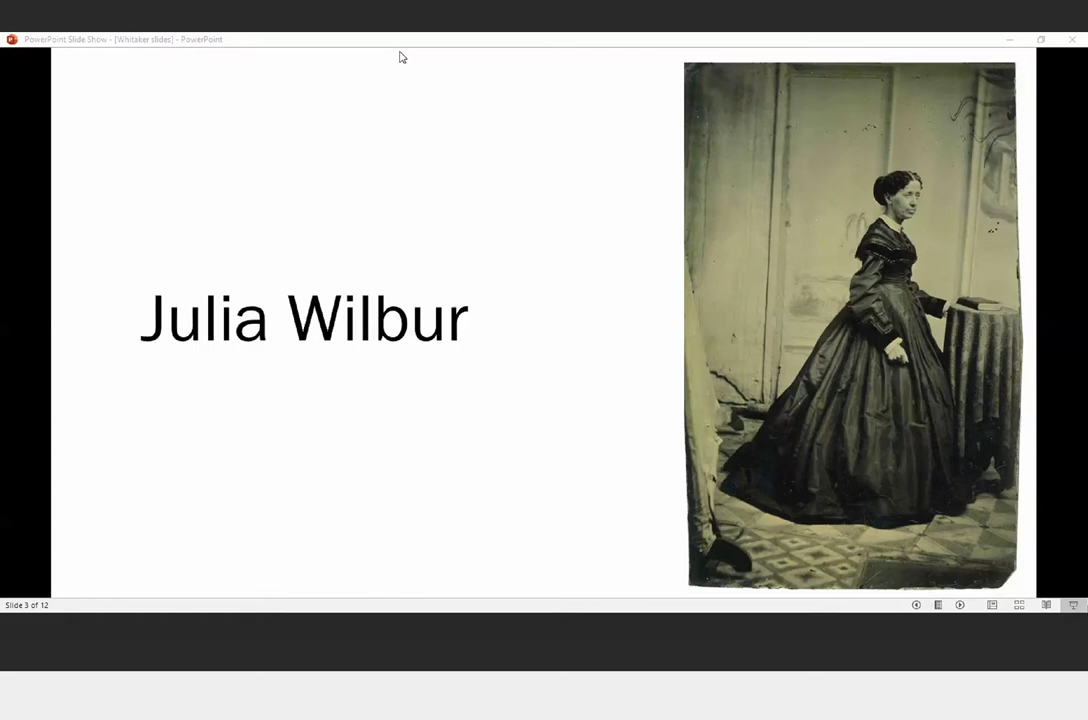 PowerPoint Slide Show - [Whitaker slides] - PowerPoint
Julia Wilbur
Slide 3 of 12